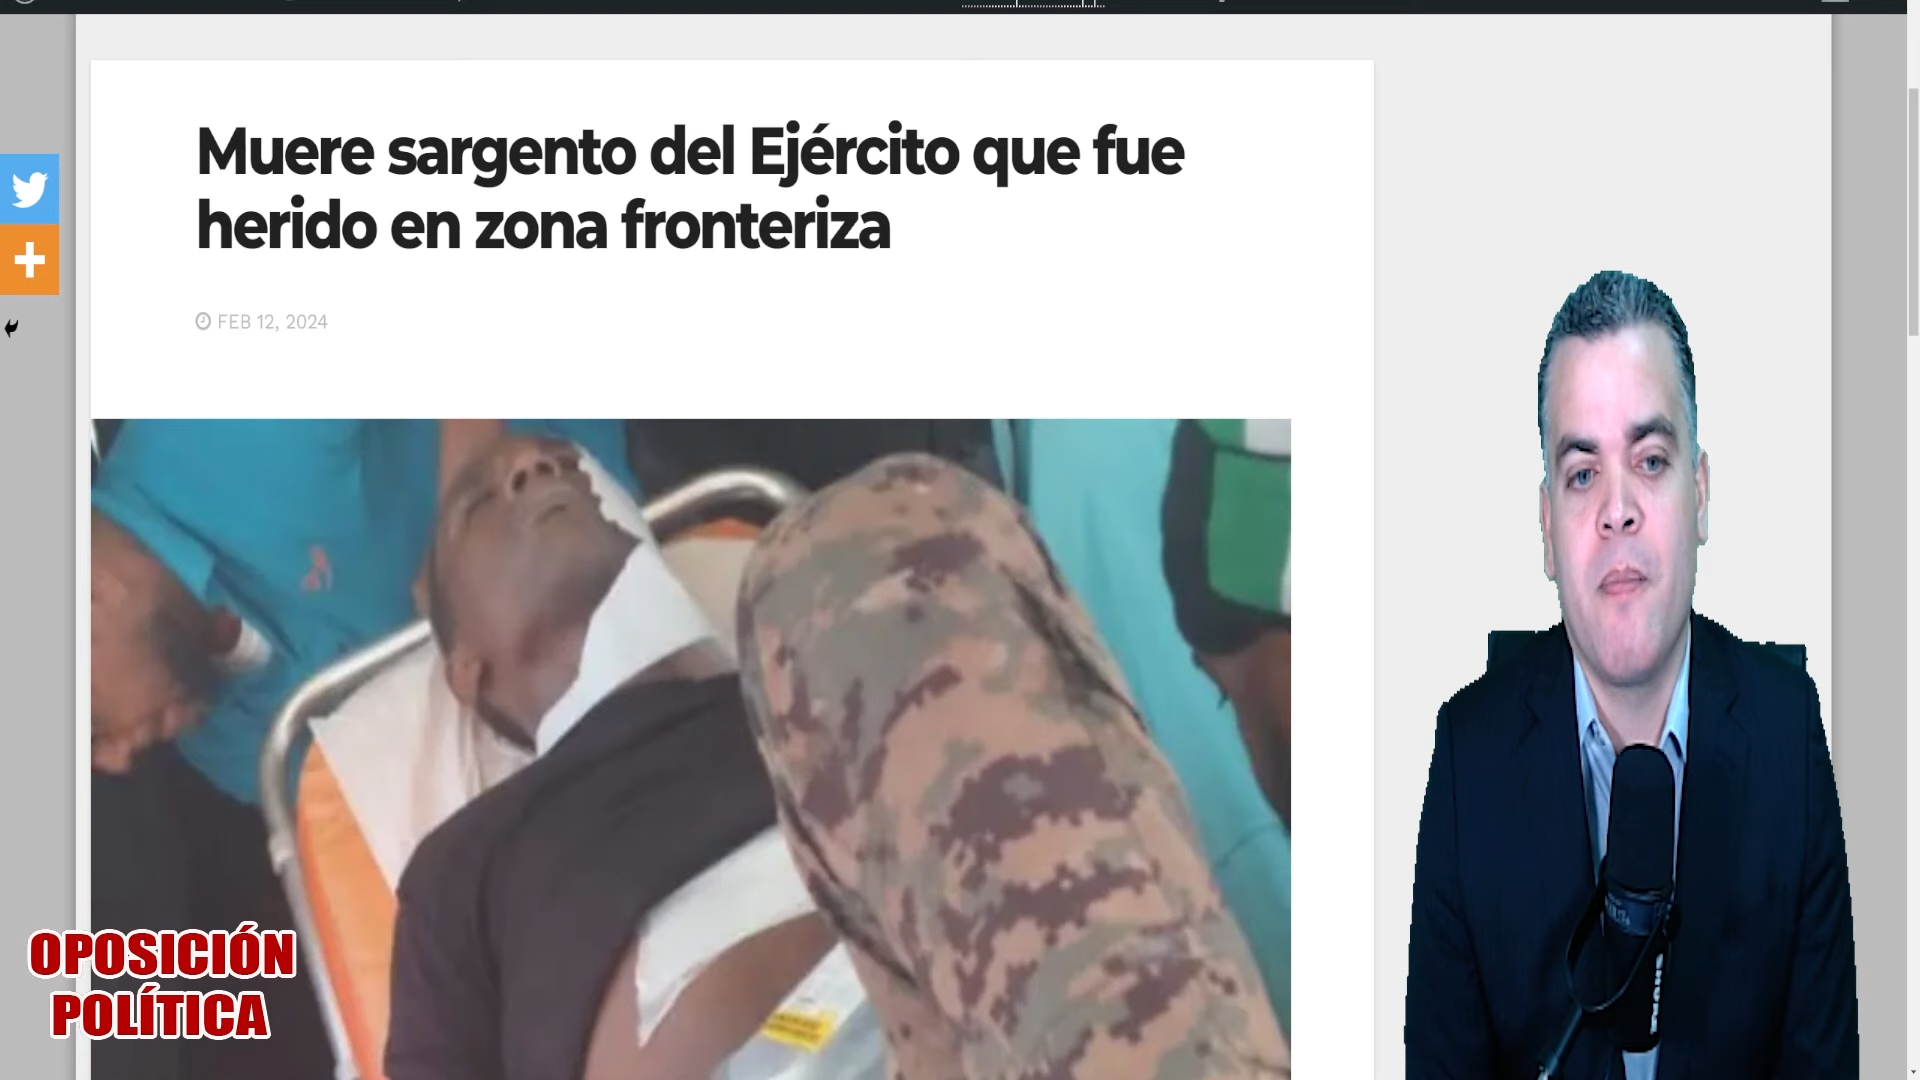 Muere sargento del Ejército que fue
herido en zona fronteriza
FEB 12, 2024
OPOSICIÓN
POLÍTICA